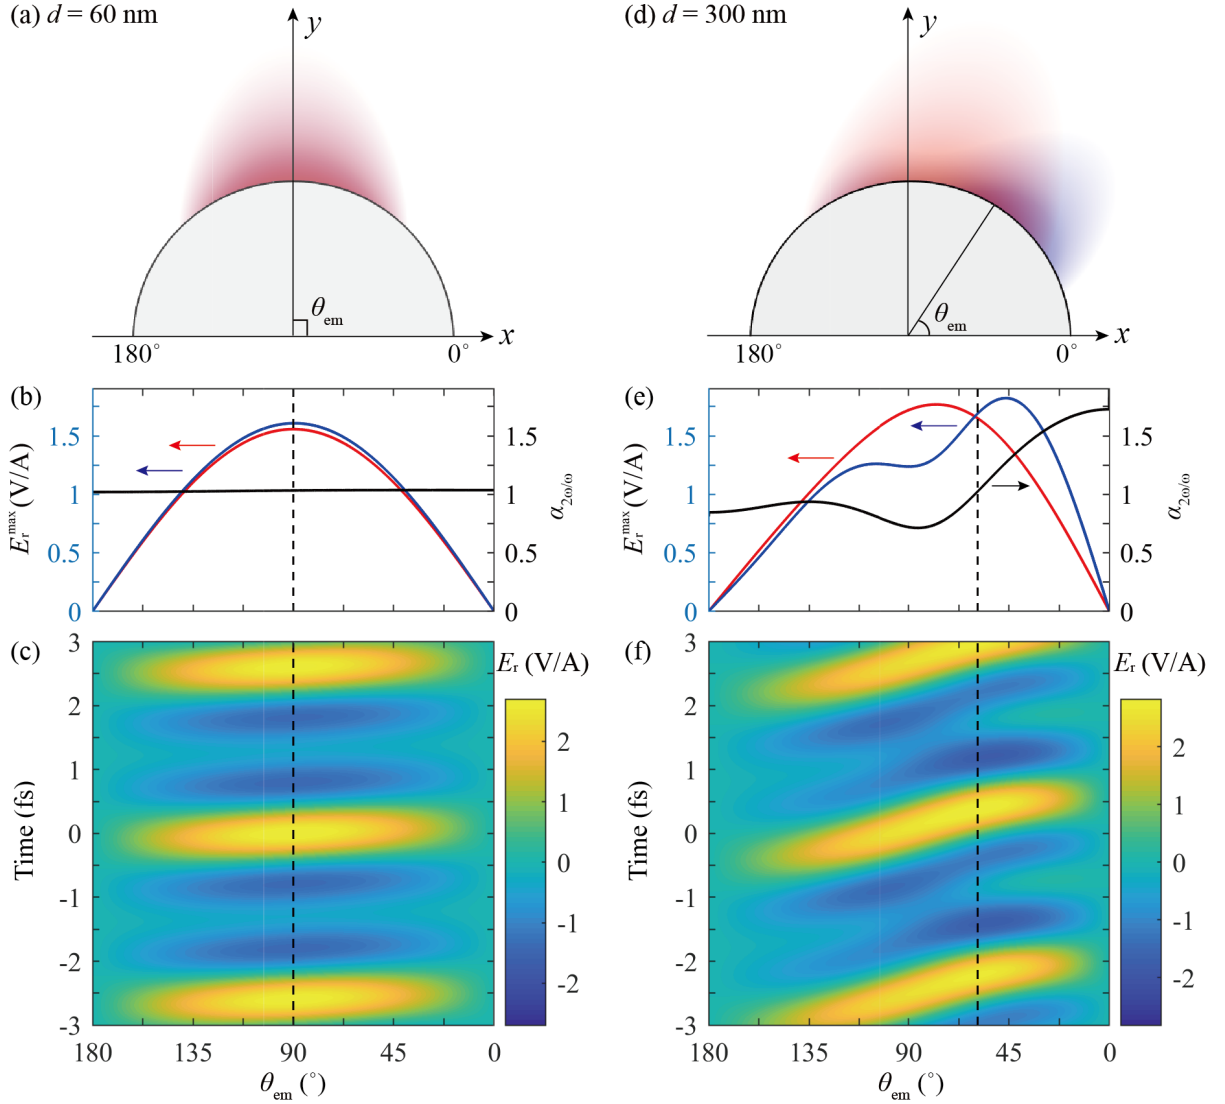 (a) d = 60 nm
y
θem
x
180°
0°
(b)
Er^max (V/A)
1.5
1
0.5
0
1.5
1
0.5
0
α2ω/ω
(c)
Time (fs)
3
2
1
0
-1
-2
-3
180
135
90
45
0
θem (°)
Er (V/A)
2
1
0
-1
-2
(d) d = 300 nm
y
θem
x
180°
0°
(e)
Er^max (V/A)
1.5
1
0.5
0
1.5
1
0.5
0
α2ω/ω
(f)
Time (fs)
3
2
1
0
-1
-2
-3
180
135
90
45
0
θem (°)
Er (V/A)
2
1
0
-1
-2